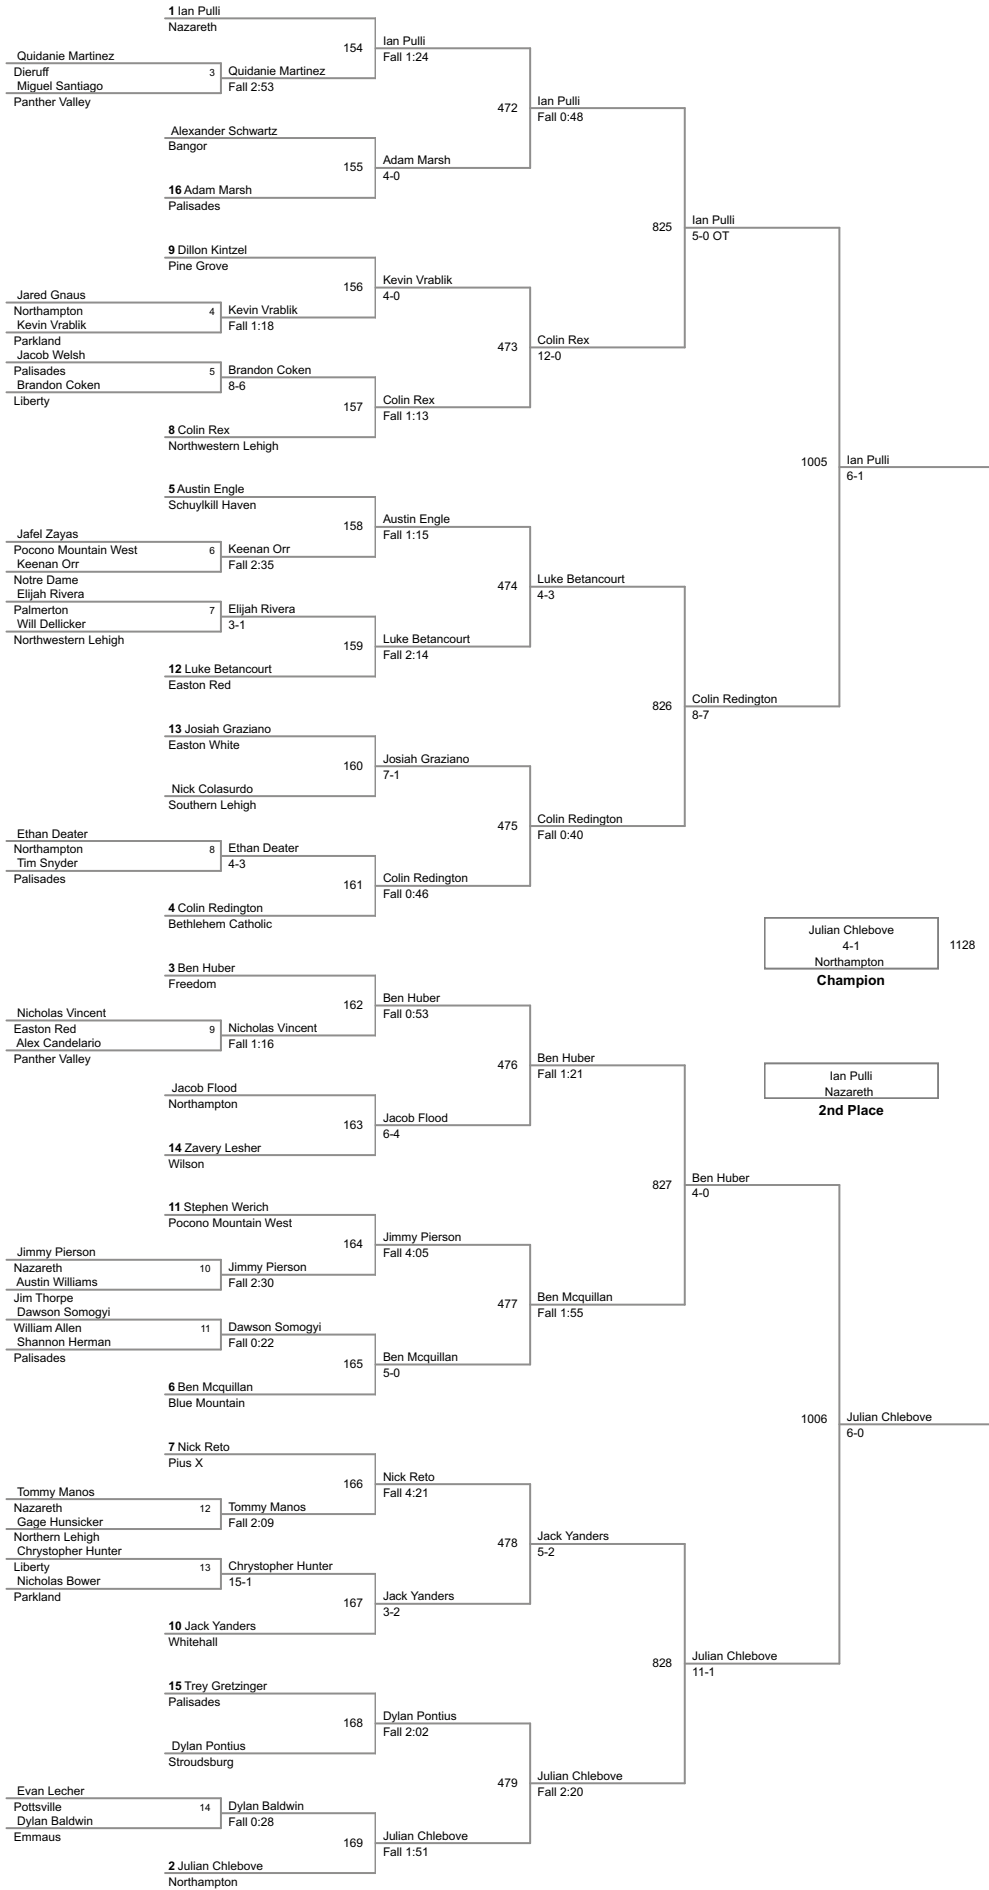 1 Ian Pulli
Nazareth
154
Ian Pulli
Fall 1:24
Quidanie Martinez
Dieruff
3
Miguel Santiago
Panther Valley
Quidanie Martinez
Fall 2:53
472
Ian Pulli
Fall 0:48
Alexander Schwartz
Bangor
155
Adam Marsh
4-0
16 Adam Marsh
Palisades
825
Ian Pulli
5-0 OT
9 Dillon Kintzel
Pine Grove
156
Kevin Vrablik
4-0
Jared Gnaus
Northampton
4
Kevin Vrablik
Parkland
Kevin Vrablik
Fall 1:18
473
Colin Rex
12-0
Jacob Welsh
Palisades
5
Brandon Coken
Liberty
Brandon Coken
8-6
157
Colin Rex
Fall 1:13
8 Colin Rex
Northwestern Lehigh
1005
Ian Pulli
6-1
5 Austin Engle
Schuylkill Haven
158
Austin Engle
Fall 1:15
Jafel Zayas
Pocono Mountain West
6
Keenan Orr
Notre Dame
Keenan Orr
Fall 2:35
474
Luke Betancourt
4-3
Elijah Rivera
Palmerton
7
Will Dellicker
Northwestern Lehigh
Elijah Rivera
3-1
159
Luke Betancourt
Fall 2:14
12 Luke Betancourt
Easton Red
826
Colin Redington
8-7
13 Josiah Graziano
Easton White
160
Josiah Graziano
7-1
Nick Colasurdo
Southern Lehigh
475
Colin Redington
Fall 0:40
Ethan Deater
Northampton
8
Tim Snyder
Palisades
Ethan Deater
4-3
161
Colin Redington
Fall 0:46
4 Colin Redington
Bethlehem Catholic
Julian Chlebove
4-1
Northampton
1128
Champion
3 Ben Huber
Freedom
162
Ben Huber
Fall 0:53
Nicholas Vincent
Easton Red
9
Alex Candelario
Panther Valley
Nicholas Vincent
Fall 1:16
476
Ben Huber
Fall 1:21
Ian Pulli
Nazareth
2nd Place
Jacob Flood
Northampton
163
Jacob Flood
6-4
14 Zavery Lesher
Wilson
827
Ben Huber
4-0
11 Stephen Werich
Pocono Mountain West
164
Jimmy Pierson
Fall 4:05
Jimmy Pierson
Nazareth
10
Austin Williams
Jim Thorpe
Jimmy Pierson
Fall 2:30
477
Ben Mcquillan
Fall 1:55
Dawson Somogyi
William Allen
11
Shannon Herman
Palisades
Dawson Somogyi
Fall 0:22
165
Ben Mcquillan
5-0
6 Ben Mcquillan
Blue Mountain
1006
Julian Chlebove
6-0
7 Nick Reto
Pius X
166
Nick Reto
Fall 4:21
Tommy Manos
Nazareth
12
Gage Hunsicker
Northern Lehigh
Tommy Manos
Fall 2:09
478
Jack Yanders
5-2
Chrystopher Hunter
Liberty
13
Nicholas Bower
Parkland
Chrystopher Hunter
15-1
167
Jack Yanders
3-2
10 Jack Yanders
Whitehall
828
Julian Chlebove
11-1
15 Trey Gretzinger
Palisades
168
Dylan Pontius
Fall 2:02
Dylan Pontius
Stroudsburg
479
Julian Chlebove
Fall 2:20
Evan Lecher
Pottsville
14
Dylan Baldwin
Emmaus
Dylan Baldwin
Fall 0:28
169
Julian Chlebove
Fall 1:51
2 Julian Chlebove
Northampton